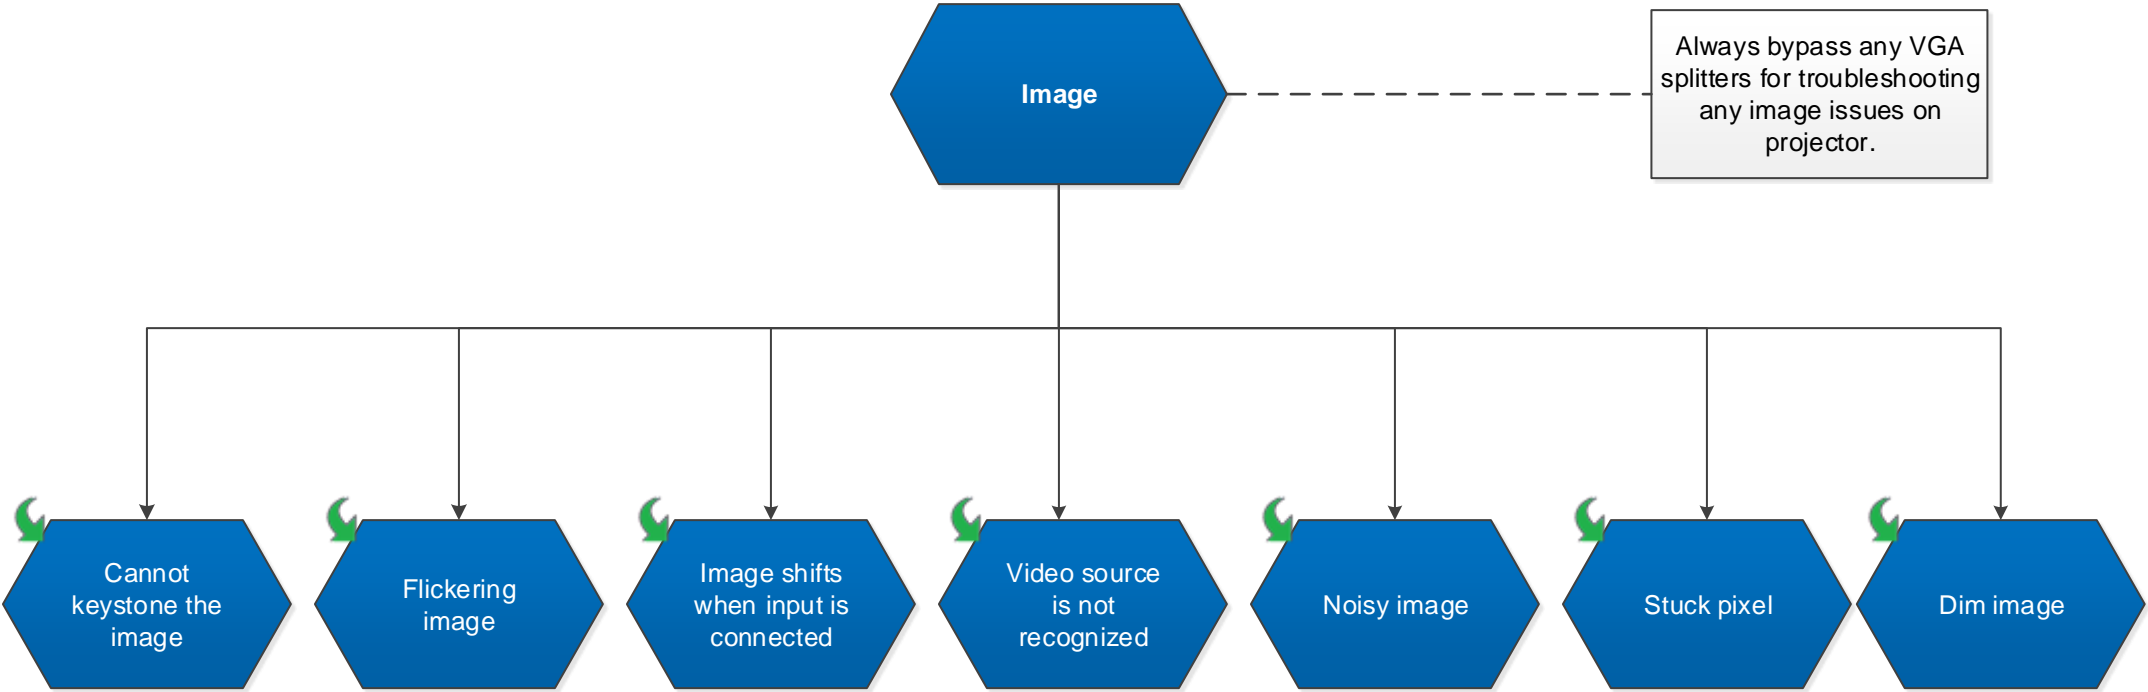 Image
Always bypass any VGA
splitters for troubleshooting
any image issues on
projector.
Cannot
keystone the
image
Flickering
image
Image shifts
when input is
connected
Video source
is not
recognized
Noisy image
Stuck pixel
Dim image